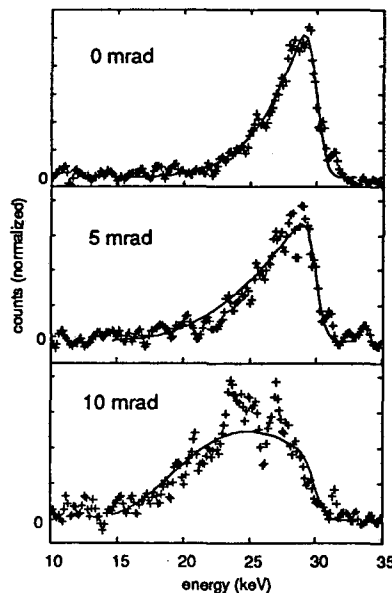 0 mrad
0
5 mrad
counts (normalized)
0
10 mrad
0
10 15 20 25 30 35
energy (keV)